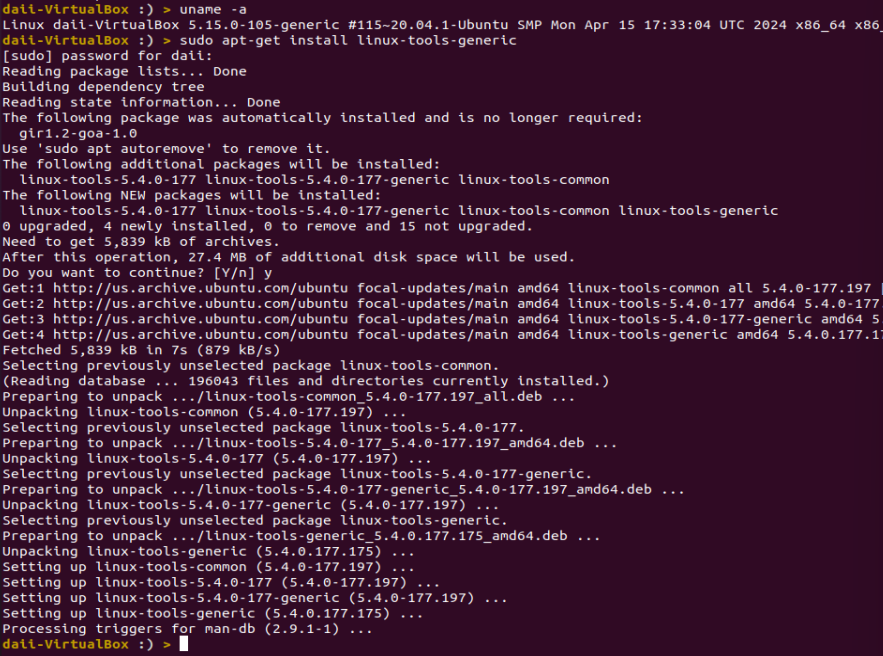 daii-VirtualBox :) > uname -a
Linux daii-VirtualBox 5.15.0-105-generic #115~20.04.1-Ubuntu SMP Mon Apr 15 17:33:04 UTC 2024 x86_64 x86_
daii-VirtualBox :) > sudo apt-get install linux-tools-generic
[sudo] password for daii:
Reading package lists... Done
Building dependency tree
Reading state information... Done
The following package was automatically installed and is no longer required:
  gir1.2-goa-1.0
Use 'sudo apt autoremove' to remove it.
The following additional packages will be installed:
  linux-tools-5.4.0-177 linux-tools-5.4.0-177-generic linux-tools-common
The following NEW packages will be installed:
  linux-tools-5.4.0-177 linux-tools-5.4.0-177-generic linux-tools-common linux-tools-generic
0 upgraded, 4 newly installed, 0 to remove and 15 not upgraded.
Need to get 5,839 kB of archives.
After this operation, 27.4 MB of additional disk space will be used.
Do you want to continue? [Y/n] y
Get:1 http://us.archive.ubuntu.com/ubuntu focal-updates/main amd64 linux-tools-common all 5.4.0-177.197 [
Get:2 http://us.archive.ubuntu.com/ubuntu focal-updates/main amd64 linux-tools-5.4.0-177 amd64 5.4.0-177
Get:3 http://us.archive.ubuntu.com/ubuntu focal-updates/main amd64 linux-tools-5.4.0-177-generic amd64 5.
Get:4 http://us.archive.ubuntu.com/ubuntu focal-updates/main amd64 linux-tools-generic amd64 5.4.0.177.17
Fetched 5,839 kB in 7s (879 kB/s)
Selecting previously unselected package linux-tools-common.
(Reading database ... 196043 files and directories currently installed.)
Preparing to unpack .../linux-tools-common_5.4.0-177.197_all.deb ...
Unpacking linux-tools-common (5.4.0-177.197) ...
Selecting previously unselected package linux-tools-5.4.0-177.
Preparing to unpack .../linux-tools-5.4.0-177_5.4.0-177.197_amd64.deb ...
Unpacking linux-tools-5.4.0-177 (5.4.0-177.197) ...
Selecting previously unselected package linux-tools-5.4.0-177-generic.
Preparing to unpack .../linux-tools-5.4.0-177-generic_5.4.0-177.197_amd64.deb ...
Unpacking linux-tools-5.4.0-177-generic (5.4.0-177.197) ...
Selecting previously unselected package linux-tools-generic.
Preparing to unpack .../linux-tools-generic_5.4.0.177.175_amd64.deb ...
Unpacking linux-tools-generic (5.4.0.177.175) ...
Setting up linux-tools-common (5.4.0-177.197) ...
Setting up linux-tools-5.4.0-177 (5.4.0-177.197) ...
Setting up linux-tools-5.4.0-177-generic (5.4.0-177.197) ...
Setting up linux-tools-generic (5.4.0.177.175) ...
Processing triggers for man-db (2.9.1-1) ...
daii-VirtualBox :) >